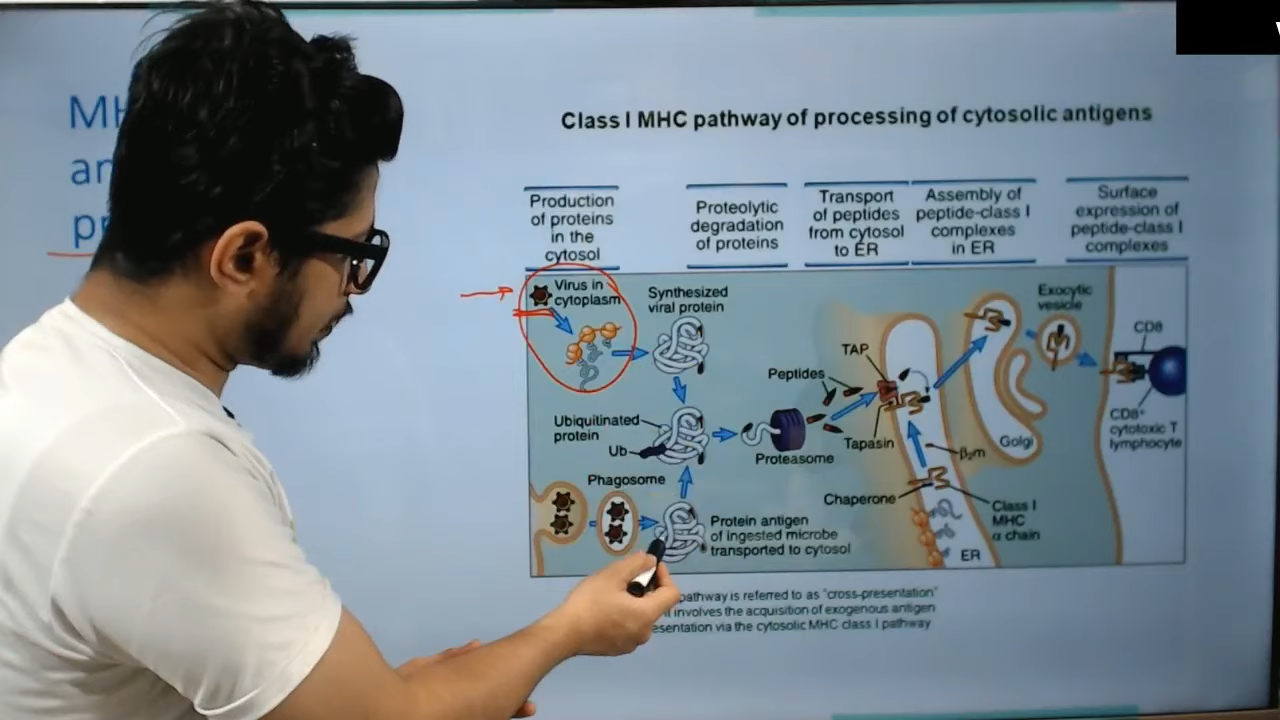 Class I MHC pathway of processing of cytosolic antigens
Production
of proteins
in the
cytosol
Proteolytic
degradation
of proteins
Transport
of peptides
from cytosol
to ER
Assembly of
peptide-class I
complexes
in ER
Surface
expression of
peptide-class I
complexes
Virus in
cytoplasm
Synthesized
viral protein
Exocytic
vesicle
CD8
TAP
Peptides
Ubiquitinated
protein
Ub
Proteasome
Tapasin
β₂m
Golgi
CD8⁺
cytotoxic T
lymphocyte
Phagosome
Chaperone
Class I
MHC
α chain
Protein antigen
of ingested microbe
transported to cytosol
ER
pathway is referred to as "cross-presentation"
involves the acquisition of exogenous antigen
via the cytosolic MHC class I pathway